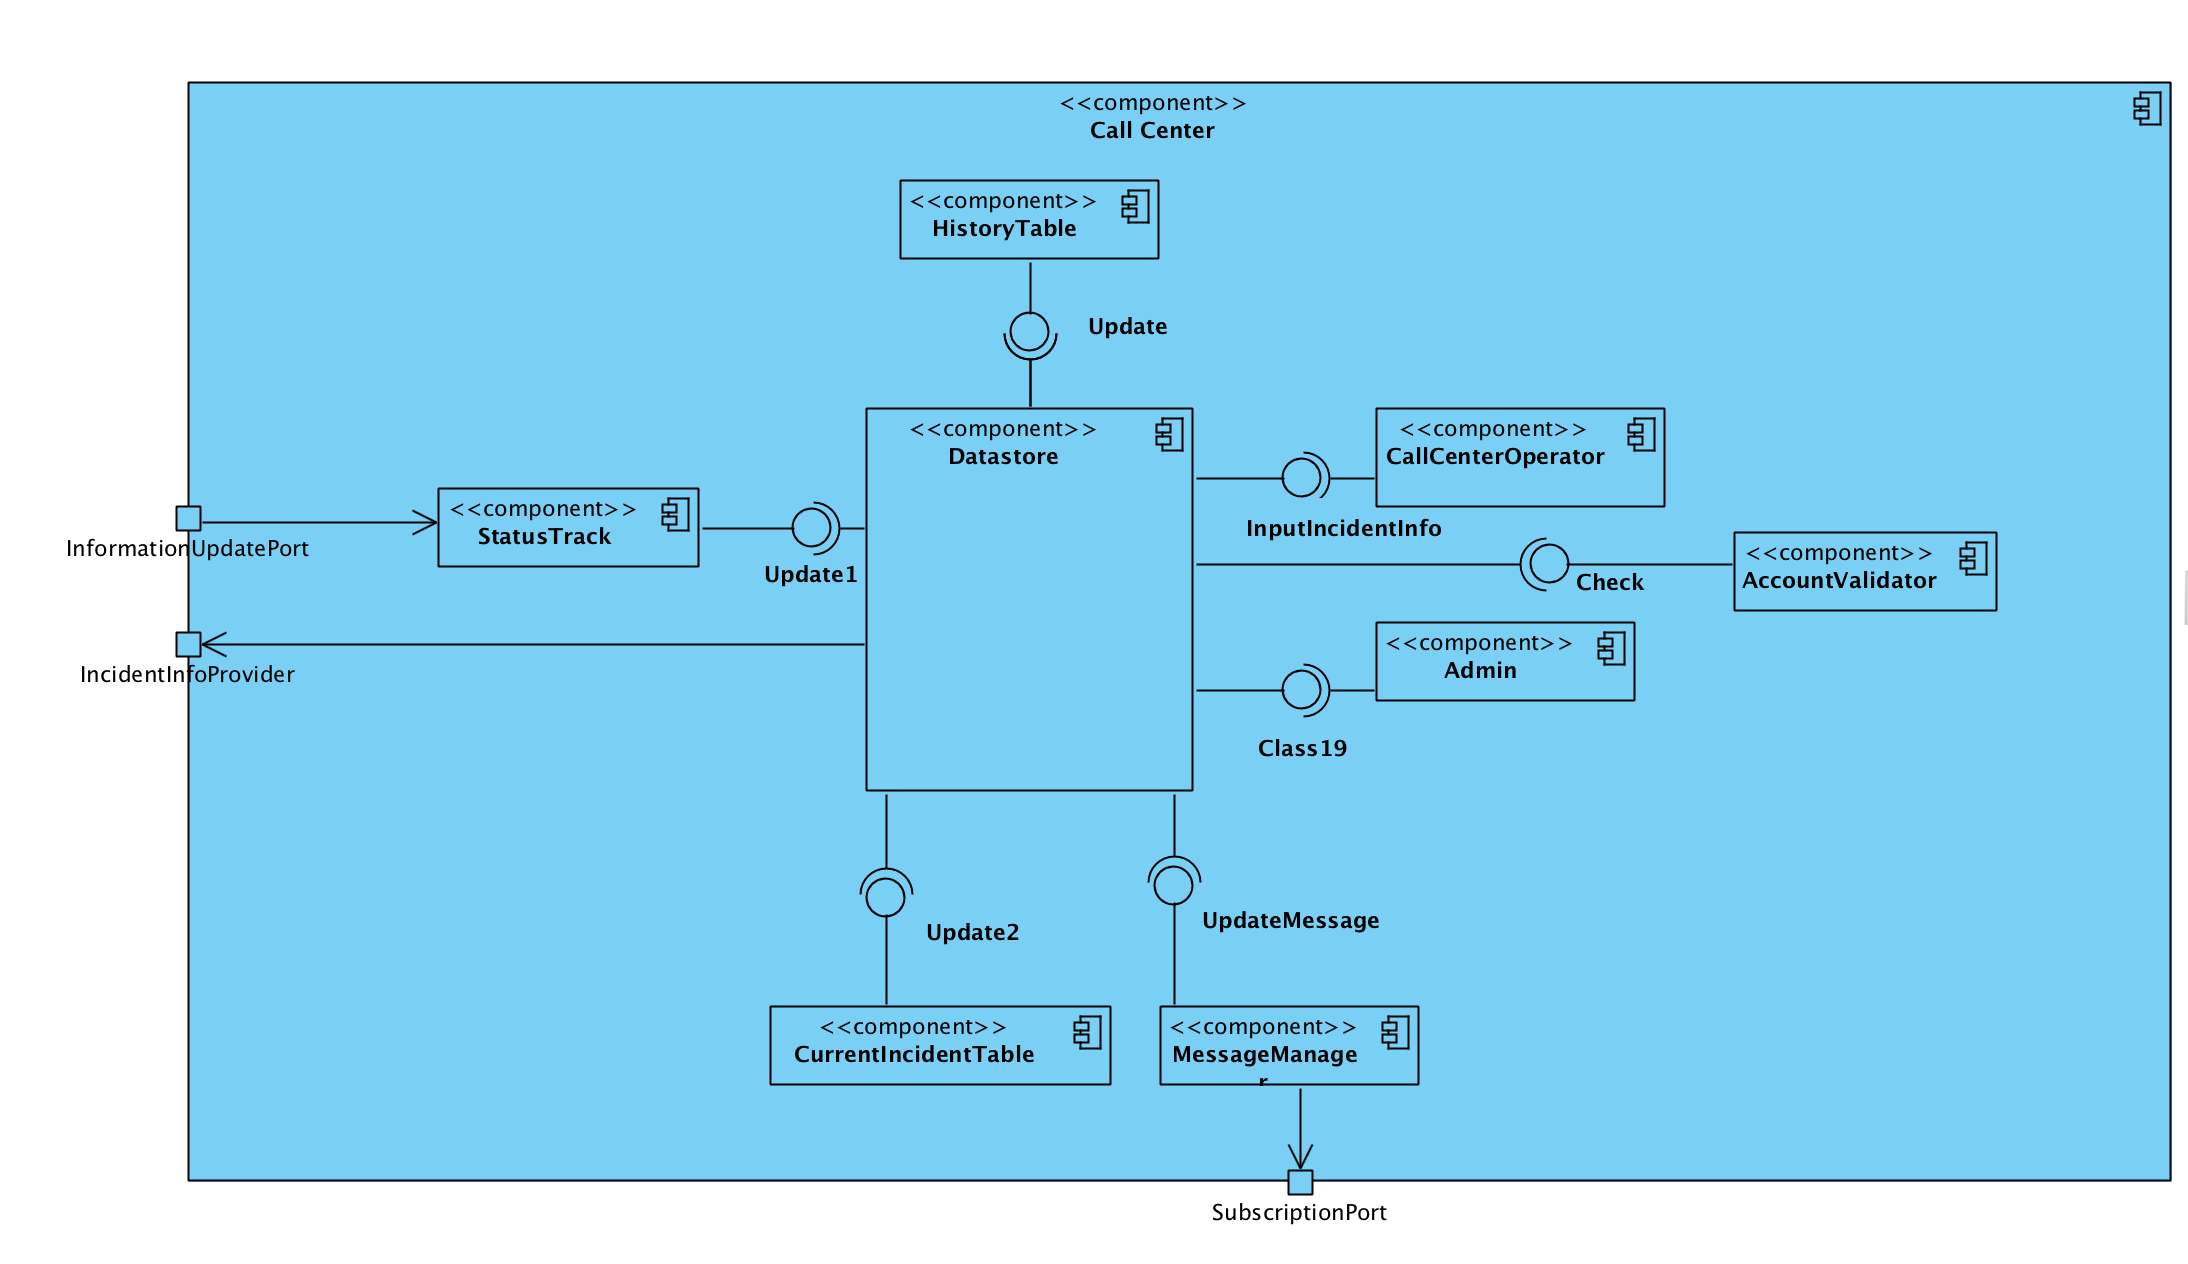 <<component>>
Call Center
<<component>>
HistoryTable
Update
<<component>>
Datastore
<<component>>
CallCenterOperator
InputIncidentInfo
<<component>>
StatusTrack
InformationUpdatePort
Update1
<<component>>
AccountValidator
Check
<<component>>
Admin
IncidentInfoProvider
Class19
Update2
UpdateMessage
<<component>>
CurrentIncidentTable
<<component>>
MessageManage
r
SubscriptionPort